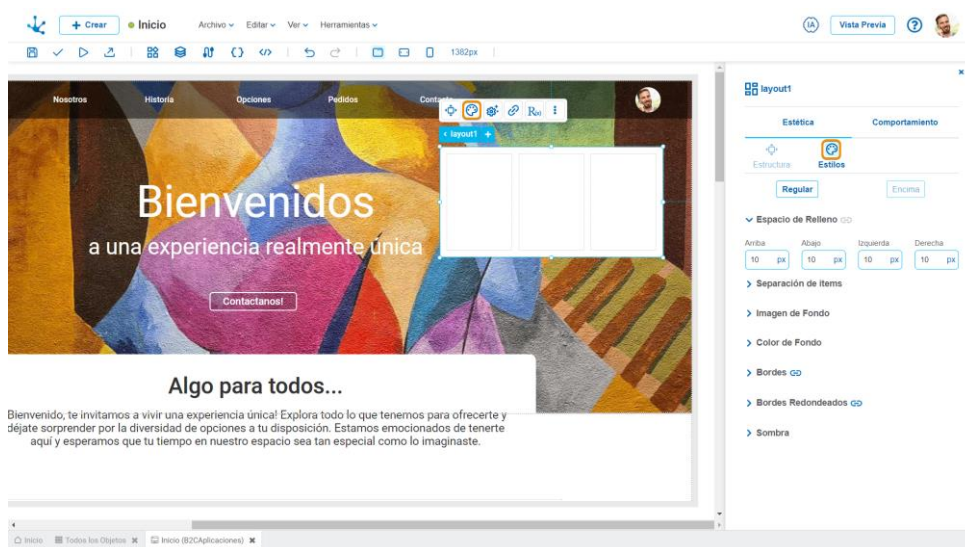 + Crear
Inicio
Archivo
Editar
Ver
Herramientas
IA
Vista Previa
?
1382px
Nosotros
Historia
Opciones
Pedidos
Contacto
layout1 +
Bienvenidos
a una experiencia realmente única
Contactanos!
Algo para todos...
Bienvenido, te invitamos a vivir una experiencia única! Explora todo lo que tenemos para ofrecerte y
déjate sorprender por la diversidad de opciones a tu disposición. Estamos emocionados de tenerte
aquí y esperamos que tu tiempo en nuestro espacio sea tan especial como lo imaginaste.
layout1
Estética
Comportamiento
Estructura
Estilos
Regular
Encima
Espacio de Relleno
Arriba
Abajo
Izquierda
Derecha
10 px
10 px
10 px
10 px
Separación de items
Imagen de Fondo
Color de Fondo
Bordes
Bordes Redondeados
Sombra
Inicio
Todos los Objetos
Inicio (B2CAplicaciones)